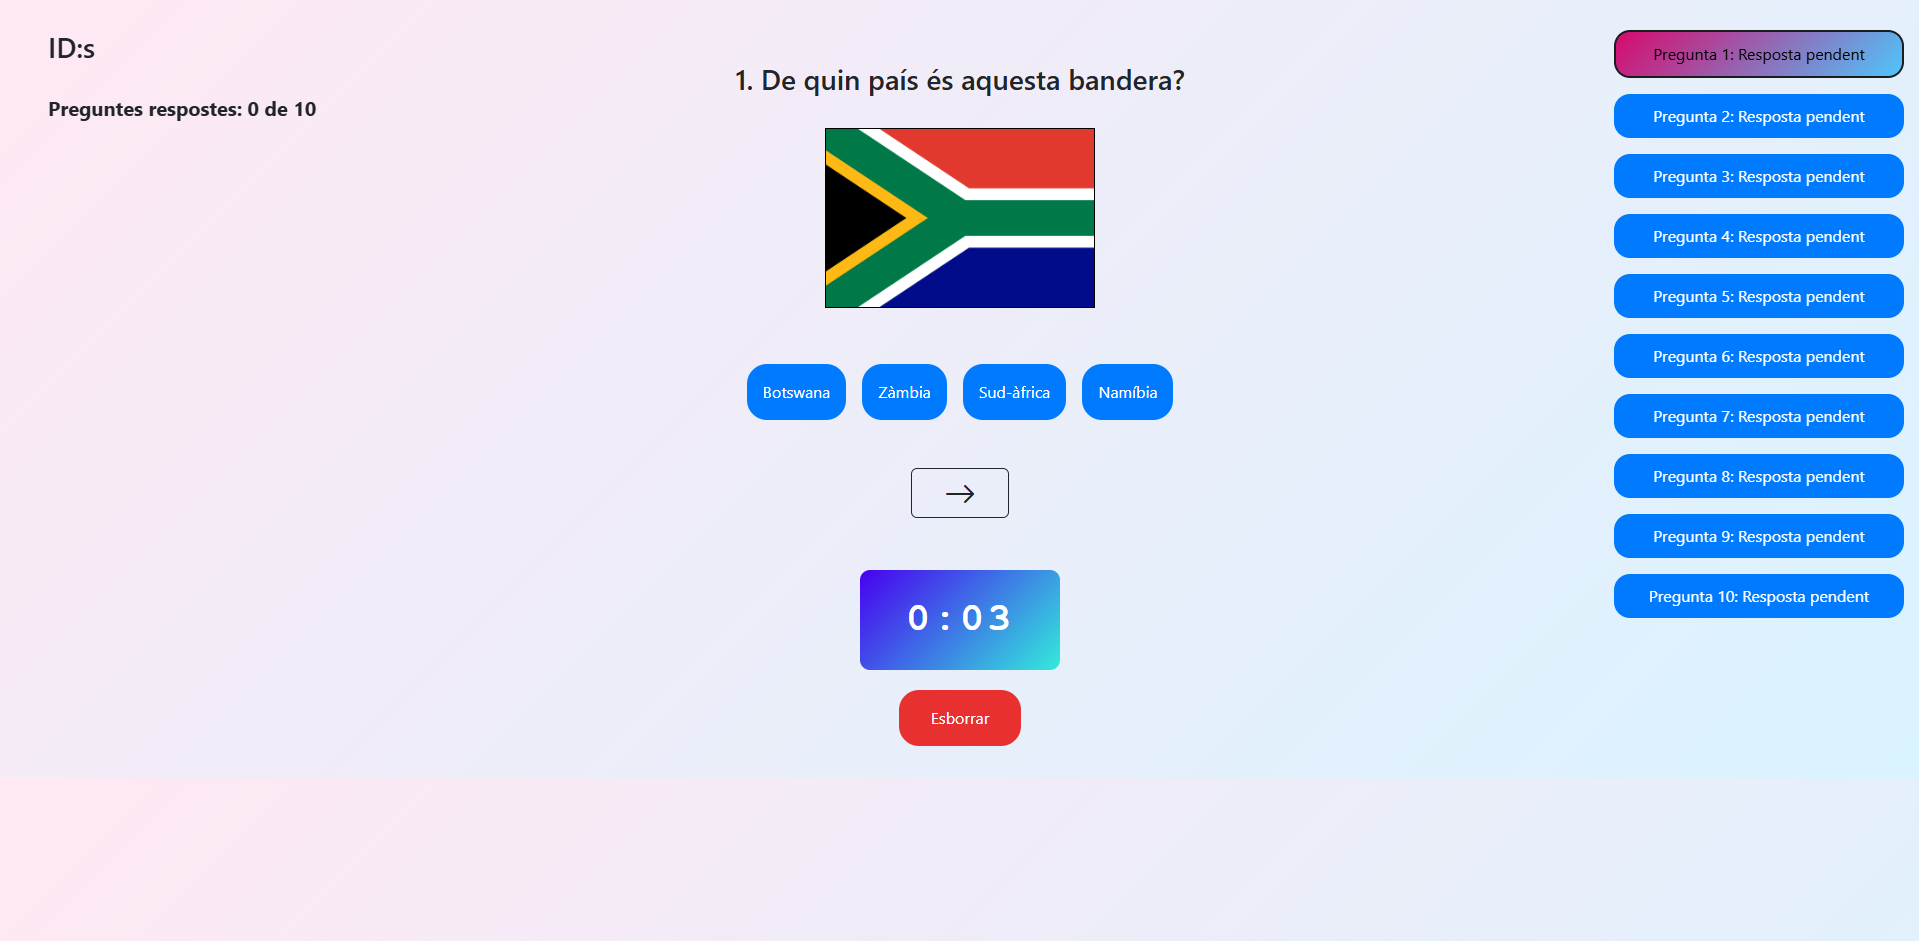 ID:s
Preguntes respostes: 0 de 10
1. De quin país és aquesta bandera?
Botswana
Zàmbia
Sud-àfrica
Namíbia
0:03
Esborrar
Pregunta 1: Resposta pendent
Pregunta 2: Resposta pendent
Pregunta 3: Resposta pendent
Pregunta 4: Resposta pendent
Pregunta 5: Resposta pendent
Pregunta 6: Resposta pendent
Pregunta 7: Resposta pendent
Pregunta 8: Resposta pendent
Pregunta 9: Resposta pendent
Pregunta 10: Resposta pendent